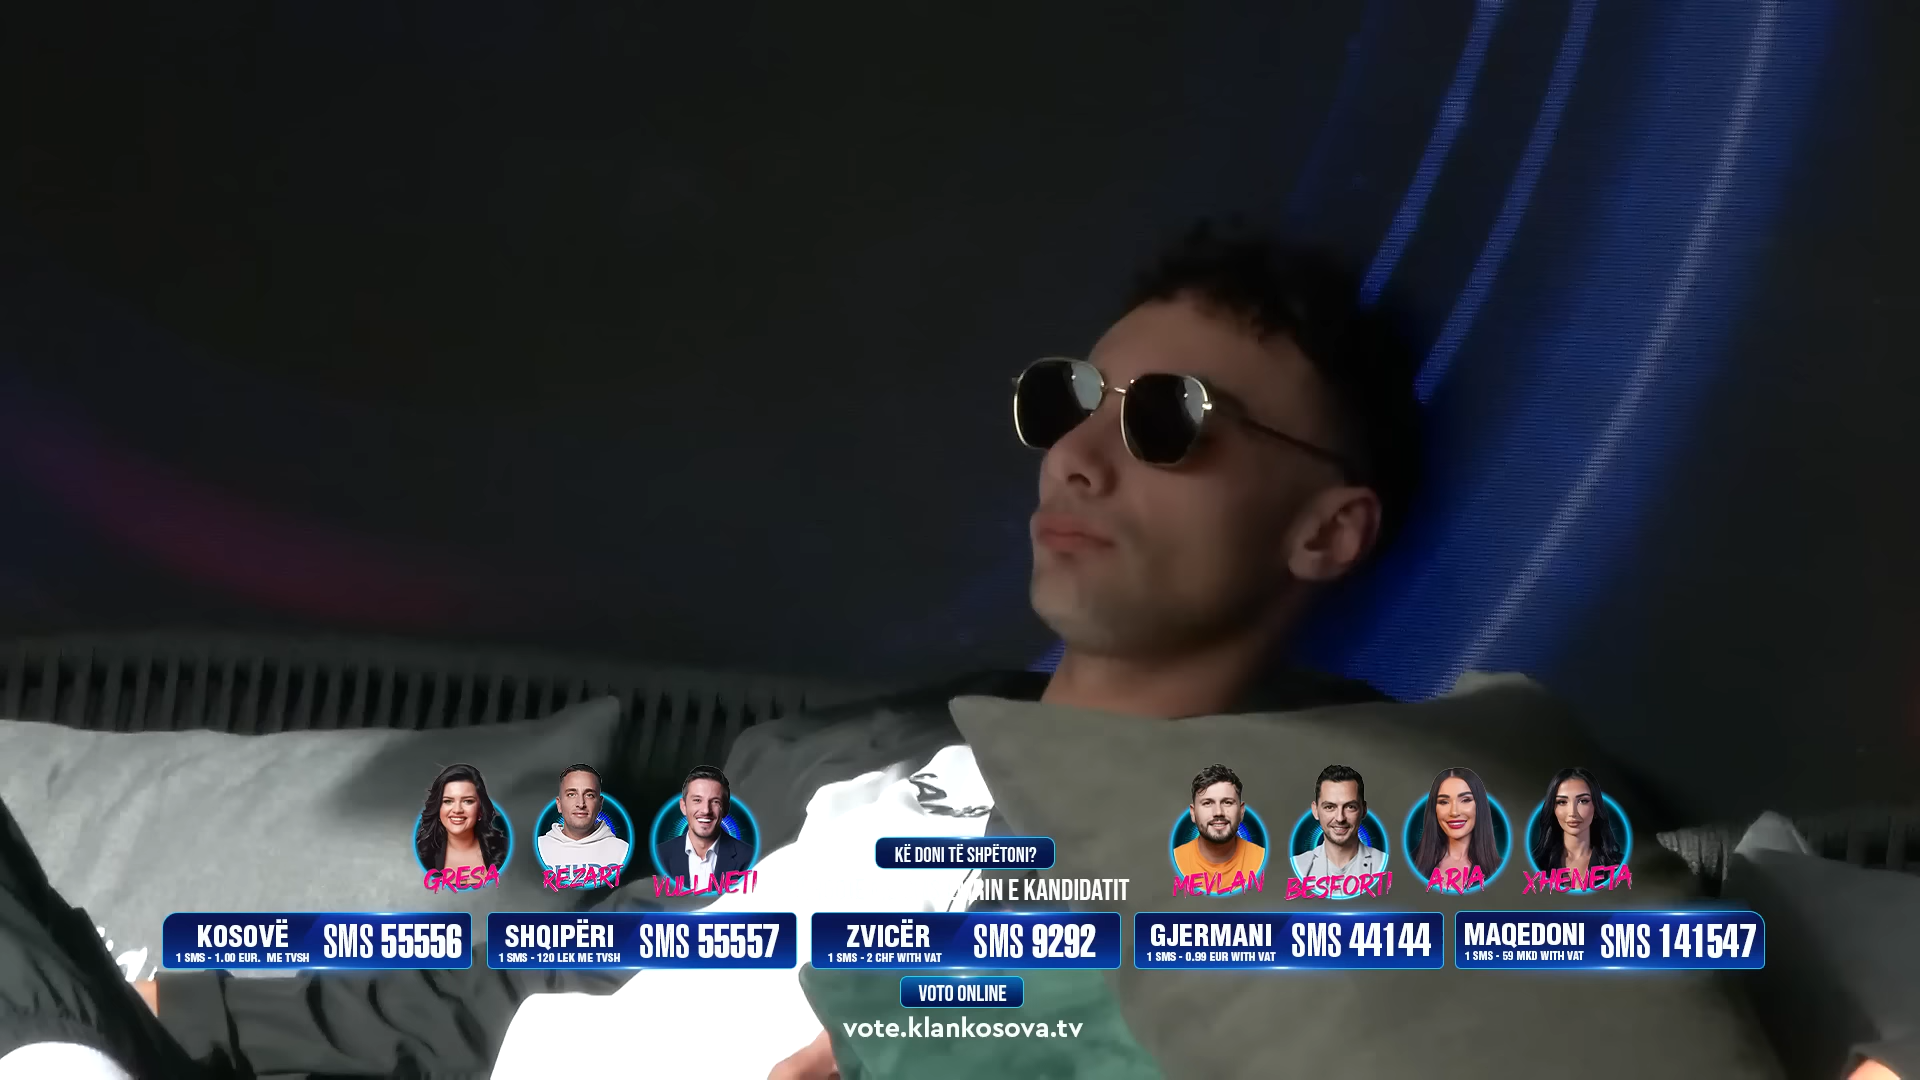 GRESA
REZART
VULLNETI
KË DONI TË SHPËTONI?
E KANDIDATIT
MEVLAN
BESFORTI
ARIA
XHENETA
KOSOVË
1 SMS - 1.00 EUR. ME TVSH
SMS 55556
SHQIPËRI
1 SMS - 120 LEK ME TVSH
SMS 55557
ZVICËR
1 SMS - 2 CHF WITH VAT
SMS 9292
GJERMANI
1 SMS - 0.99 EUR WITH VAT
SMS 44144
MAQEDONI
1 SMS - 59 MKD WITH VAT
SMS 141547
VOTO ONLINE
vote.klankosova.tv